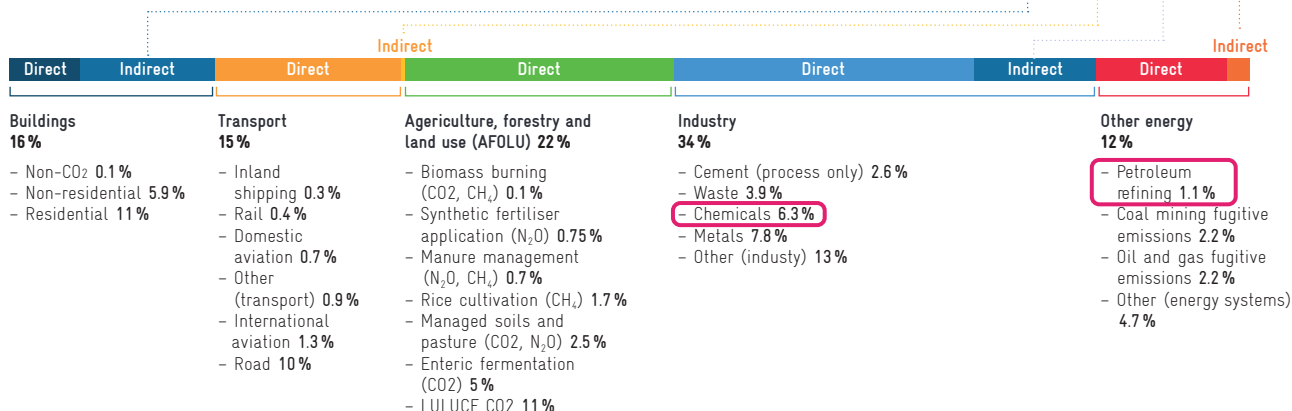 Indirect
Indirect
Direct
Indirect
Direct
Direct
Direct
Indirect
Direct
Buildings
16 %
– Non-CO2 0.1 %
– Non-residential 5.9 %
– Residential 11 %
Transport
15 %
– Inland
shipping 0.3 %
– Rail 0.4 %
– Domestic
aviation 0.7 %
– Other
(transport) 0.9 %
– International
aviation 1.3 %
– Road 10 %
Agericulture, forestry and
land use (AFOLU) 22 %
– Biomass burning
(CO2, CH₄) 0.1 %
– Synthetic fertiliser
application (N₂O) 0.75 %
– Manure management
(N₂O, CH₄) 0.7 %
– Rice cultivation (CH₄) 1.7 %
– Managed soils and
pasture (CO2, N₂O) 2.5 %
– Enteric fermentation
(CO2) 5 %
– LULUCF CO2 11 %
Industry
34 %
– Cement (process only) 2.6 %
– Waste 3.9 %
– Chemicals 6.3 %
– Metals 7.8 %
– Other (industy) 13 %
Other energy
12 %
– Petroleum
refining 1.1 %
– Coal mining fugitive
emissions 2.2 %
– Oil and gas fugitive
emissions 2.2 %
– Other (energy systems)
4.7 %